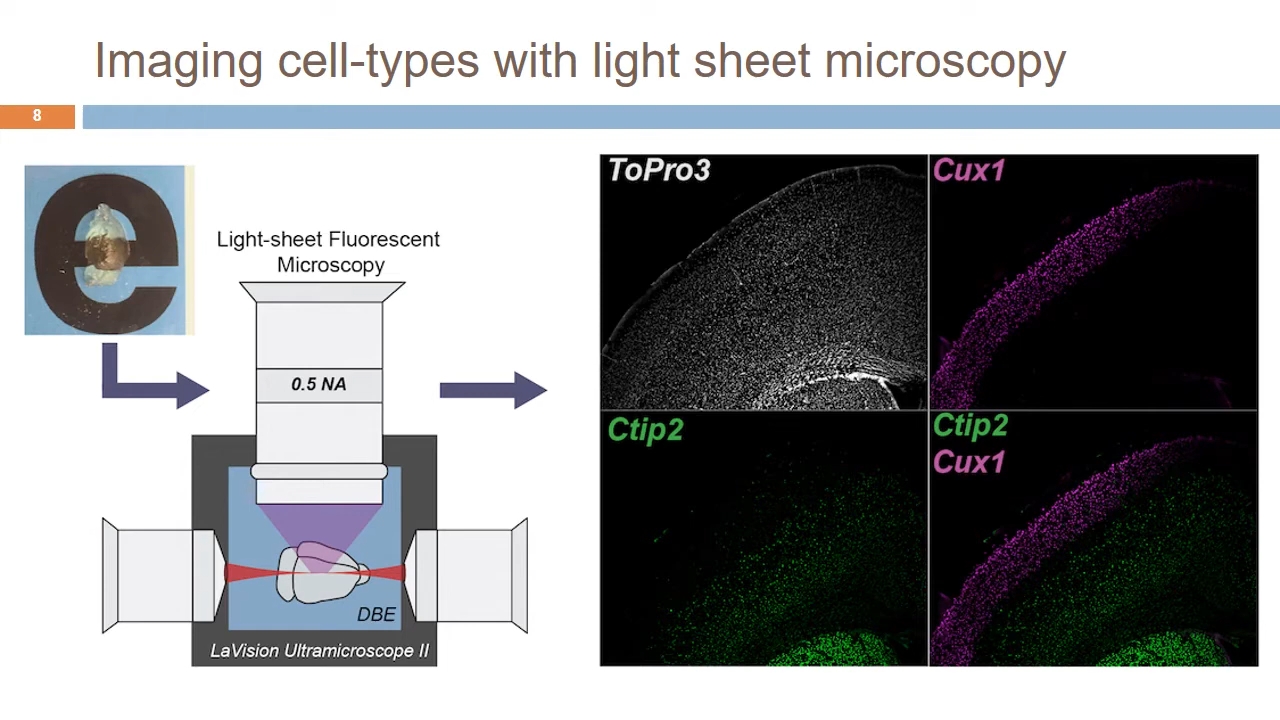 Imaging cell-types with light sheet microscopy
8
e
Light-sheet Fluorescent
Microscopy
0.5 NA
DBE
LaVision Ultramicroscope II
ToPro3
Cux1
Ctip2
Ctip2
Cux1